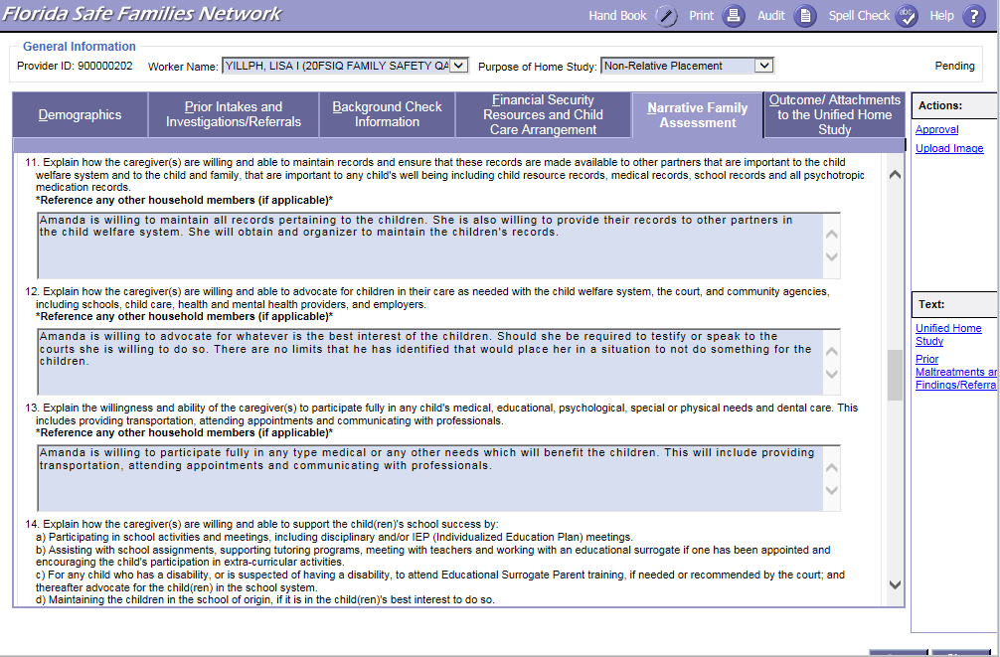 Florida Safe Families Network
Hand Book Print Audit Spell Check Help
General Information
Provider ID: 900000202 Worker Name: YILLPH, LISA I (20FSIQ FAMILY SAFETY QA Purpose of Home Study: Non-Relative Placement Pending
Demographics
Prior Intakes and
Investigations/Referrals
Background Check
Information
Financial Security
Resources and Child
Care Arrangement
Narrative Family
Assessment
Outcome/ Attachments
to the Unified Home
Study
Actions:
Approval
Upload Image
11. Explain how the caregiver(s) are willing and able to maintain records and ensure that these records are made available to other partners that are important to the child
welfare system and to the child and family, that are important to any child's well being including child resource records, medical records, school records and all psychotropic
medication records.
*Reference any other household members (if applicable)*
Amanda is willing to maintain all records pertaining to the children. She is also willing to provide their records to other partners in
the child welfare system. She will obtain and organizer to maintain the children's records.
12. Explain how the caregiver(s) are willing and able to advocate for children in their care as needed with the child welfare system, the court, and community agencies,
including schools, child care, health and mental health providers, and employers.
*Reference any other household members (if applicable)*
Amanda is willing to advocate for whatever is the best interest of the children. Should she be required to testify or speak to the
courts she is willing to do so. There are no limits that he has identified that would place her in a situation to not do something for the
children.
13. Explain the willingness and ability of the caregiver(s) to participate fully in any child's medical, educational, psychological, special or physical needs and dental care. This
includes providing transportation, attending appointments and communicating with professionals.
*Reference any other household members (if applicable)*
Amanda is willing to participate fully in any type medical or any other needs which will benefit the children. This will include providing
transportation, attending appointments and communicating with professionals.
14. Explain how the caregiver(s) are willing and able to support the child(ren)'s school success by:
a) Participating in school activities and meetings, including disciplinary and/or IEP (Individualized Education Plan) meetings.
b) Assisting with school assignments, supporting tutoring programs, meeting with teachers and working with an educational surrogate if one has been appointed and
encouraging the child's participation in extra-curricular activities.
c) For any child who has a disability, or is suspected of having a disability, to attend Educational Surrogate Parent training, if needed or recommended by the court; and
thereafter advocate for the child(ren) in the school system.
d) Maintaining the children in the school of origin, if it is in the child(ren)'s best interest to do so.
Text:
Unified Home
Study
Prior
Maltreatments an
Findings/Referra